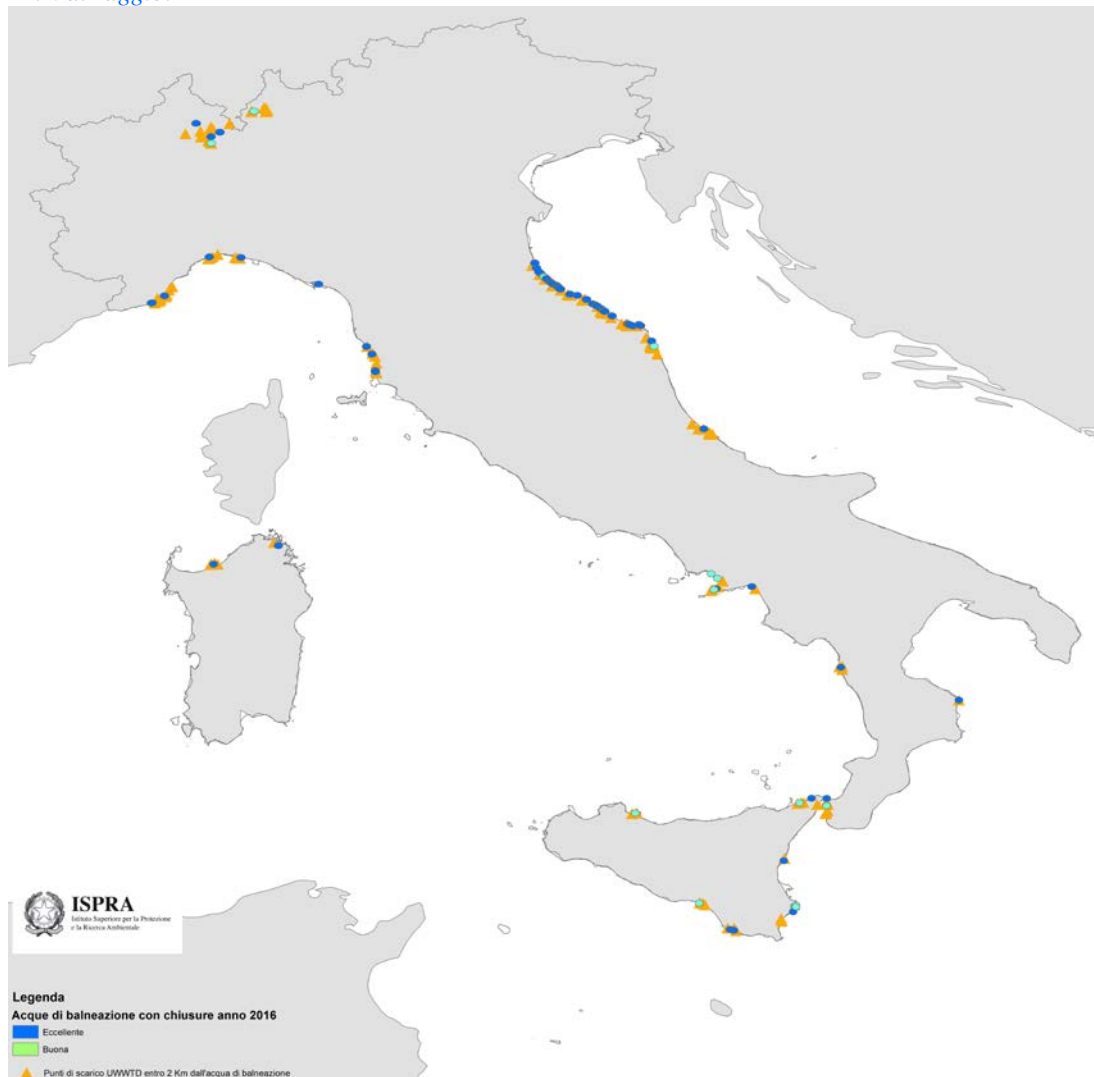 ISPRA
Istituto Superiore per la Protezione
e la Ricerca Ambientale
Legenda
Acque di balneazione con chiusure anno 2016
Eccellente
Buona
Punti di scarico UWWTD entro 2 Km dall'acqua di balneazione